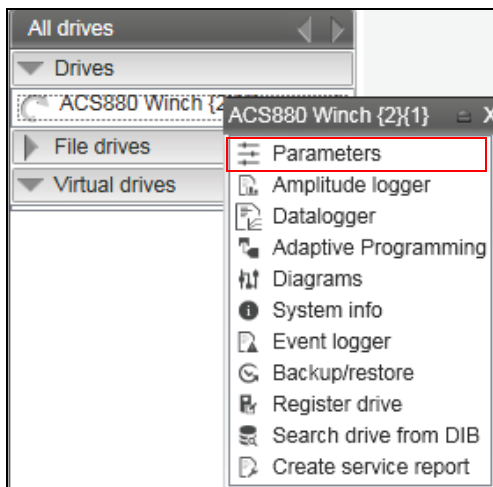 All drives
Drives
ACS880 Winch {2
ACS880 Winch {2}{1}
X
Parameters
File drives
Amplitude logger
Virtual drives
Datalogger
Adaptive Programming
Diagrams
System info
Event logger
Backup/restore
Register drive
Search drive from DIB
Create service report